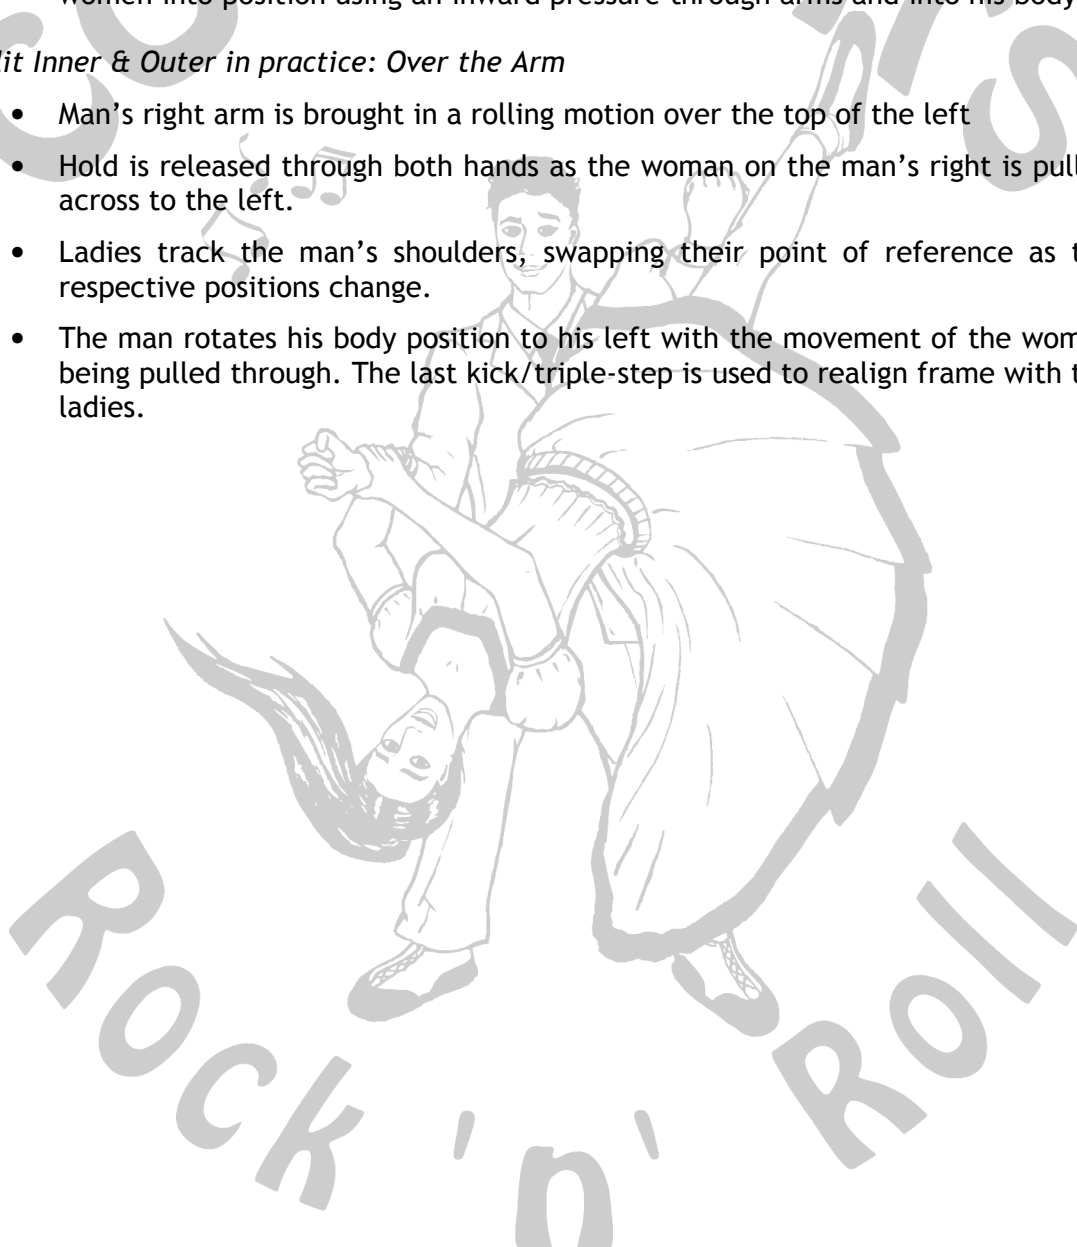 women into position using an inward pressure through arms and into his body
lit Inner & Outer in practice: Over the Arm
• Man's right arm is brought in a rolling motion over the top of the left
• Hold is released through both hands as the woman on the man's right is pull
across to the left.
• Ladies track the man's shoulders, swapping their point of reference as t
respective positions change.
• The man rotates his body position to his left with the movement of the wom
being pulled through. The last kick/triple-step is used to realign frame with t
ladies.
Rock 'n' Roll